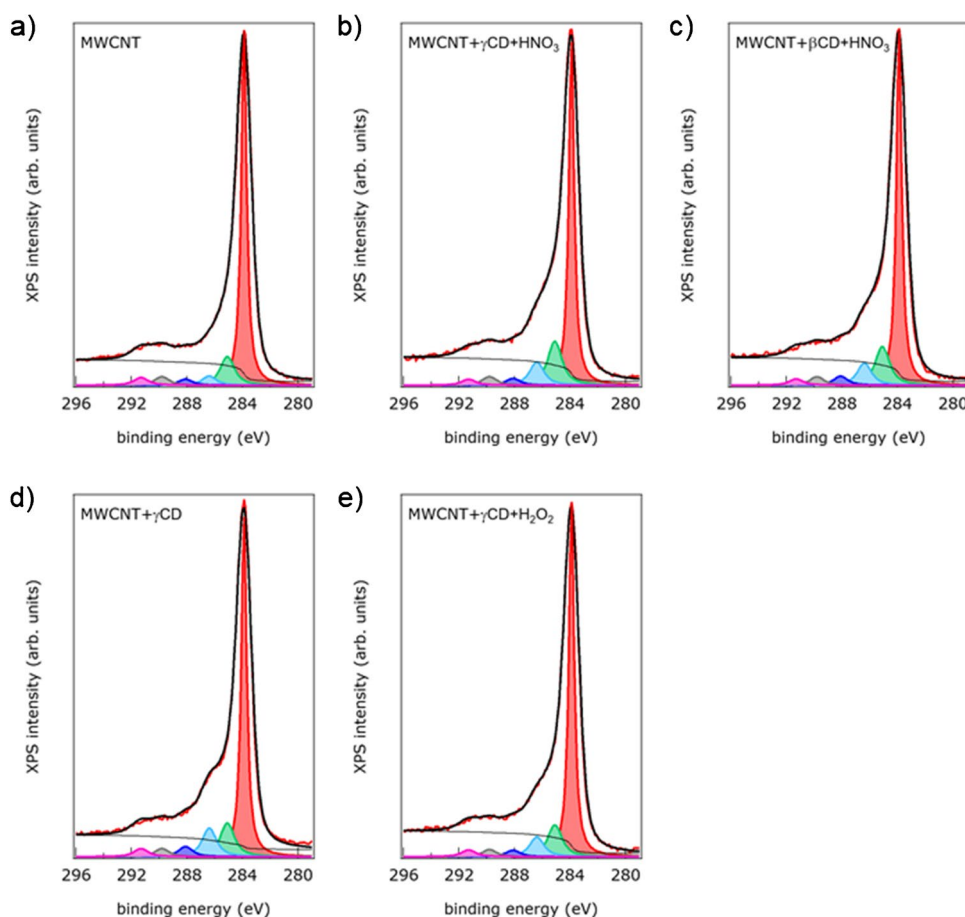 a)
MWCNT
XPS intensity (arb. units)
296 292 288 284 280
binding energy (eV)
b)
MWCNT+γCD+HNO₃
XPS intensity (arb. units)
296 292 288 284 280
binding energy (eV)
c)
MWCNT+βCD+HNO₃
XPS intensity (arb. units)
296 292 288 284 280
binding energy (eV)
d)
MWCNT+γCD
XPS intensity (arb. units)
296 292 288 284 280
binding energy (eV)
e)
MWCNT+γCD+H₂O₂
XPS intensity (arb. units)
296 292 288 284 280
binding energy (eV)